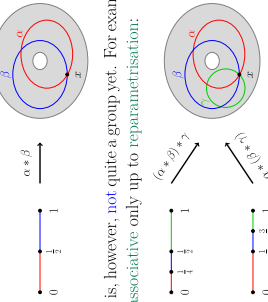 α
β
x
α ∗ β
0 1/2 1
is, however, not quite a group yet. For
associative only up to reparametrisation:
α
β
γ
x
(α ∗ β) ∗ γ
0 1/4 1/2 1
1